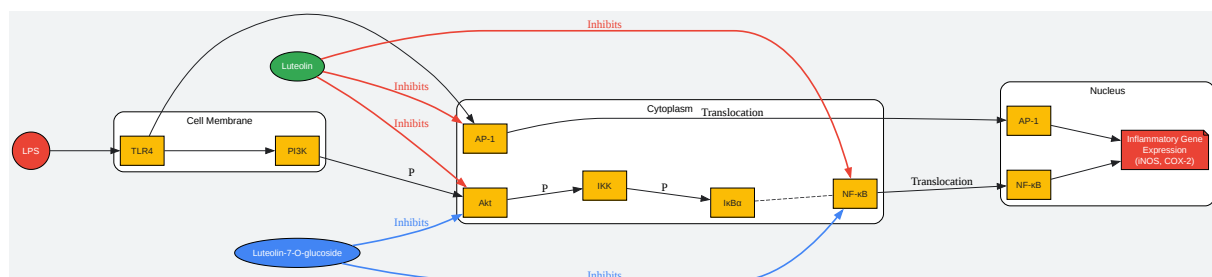 Inhibits
Luteolin
Inhibits
Inhibits
Cell Membrane
Cytoplasm
Nucleus
LPS
TLR4
PI3K
P
AP-1
Translocation
AP-1
Inflammatory Gene
Expression
(iNOS, COX-2)
Akt
P
IKK
P
IκBα
NF-κB
Translocation
NF-κB
Inhibits
Luteolin-7-O-glucoside
Inhibits